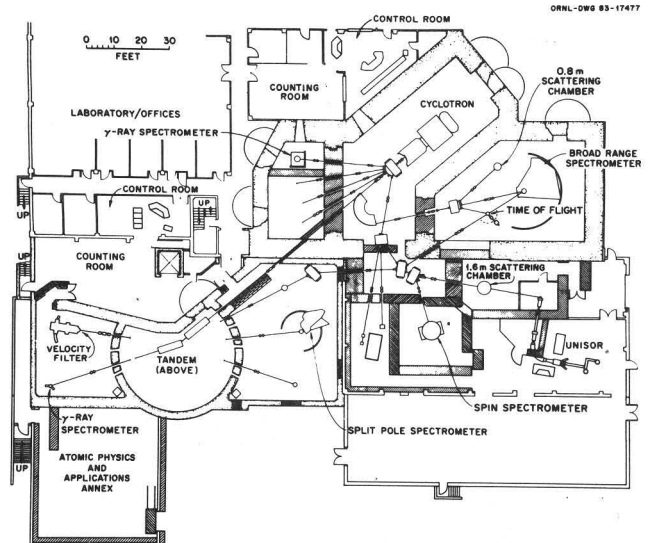 ORNL-DWG 83-17477
CONTROL ROOM
0 10 20 30
FEET
0.8 m
SCATTERING
CHAMBER
COUNTING
ROOM
CYCLOTRON
LABORATORY/OFFICES
γ-RAY SPECTROMETER
BROAD RANGE
SPECTROMETER
CONTROL ROOM
UP
UP
TIME OF FLIGHT
COUNTING
ROOM
UP
1.6 m SCATTERING
CHAMBER
VELOCITY
FILTER
TANDEM
(ABOVE)
UNISOR
SPIN SPECTROMETER
γ-RAY
SPECTROMETER
SPLIT POLE SPECTROMETER
ATOMIC PHYSICS
AND
APPLICATIONS
ANNEX
UP